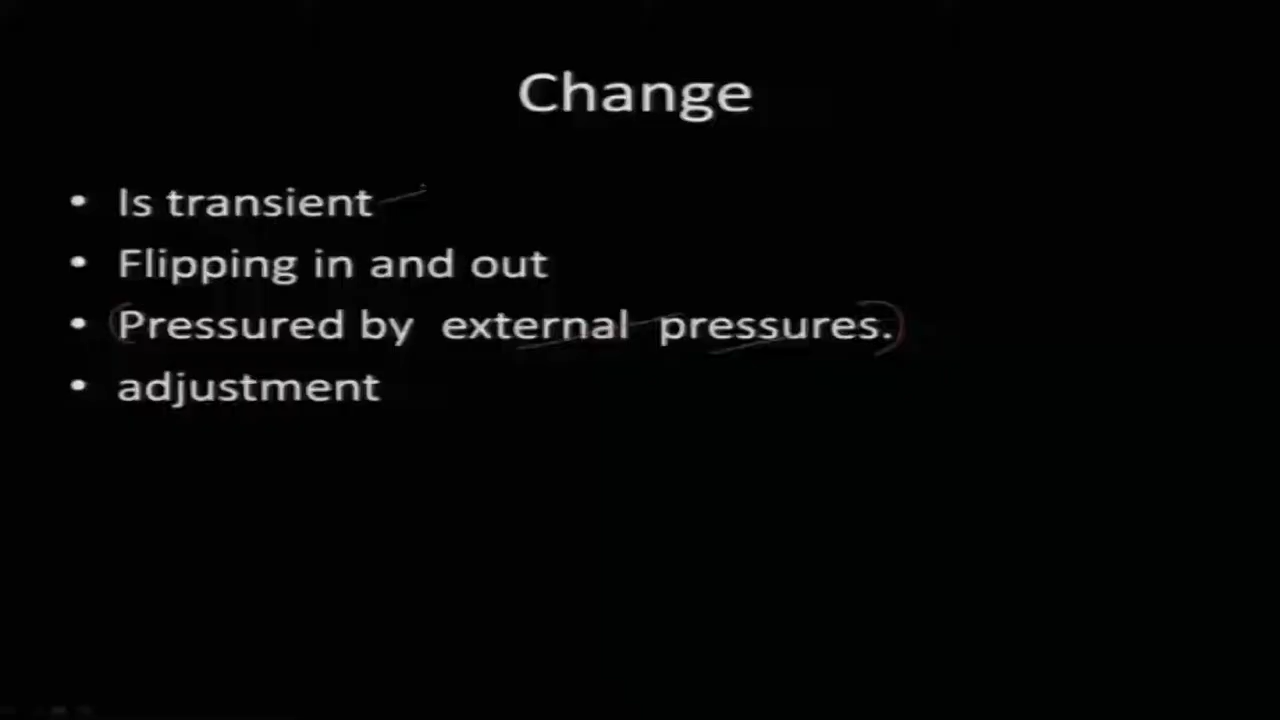 Change
• Is transient
• Flipping in and out
• Pressured by external pressures.
• adjustment